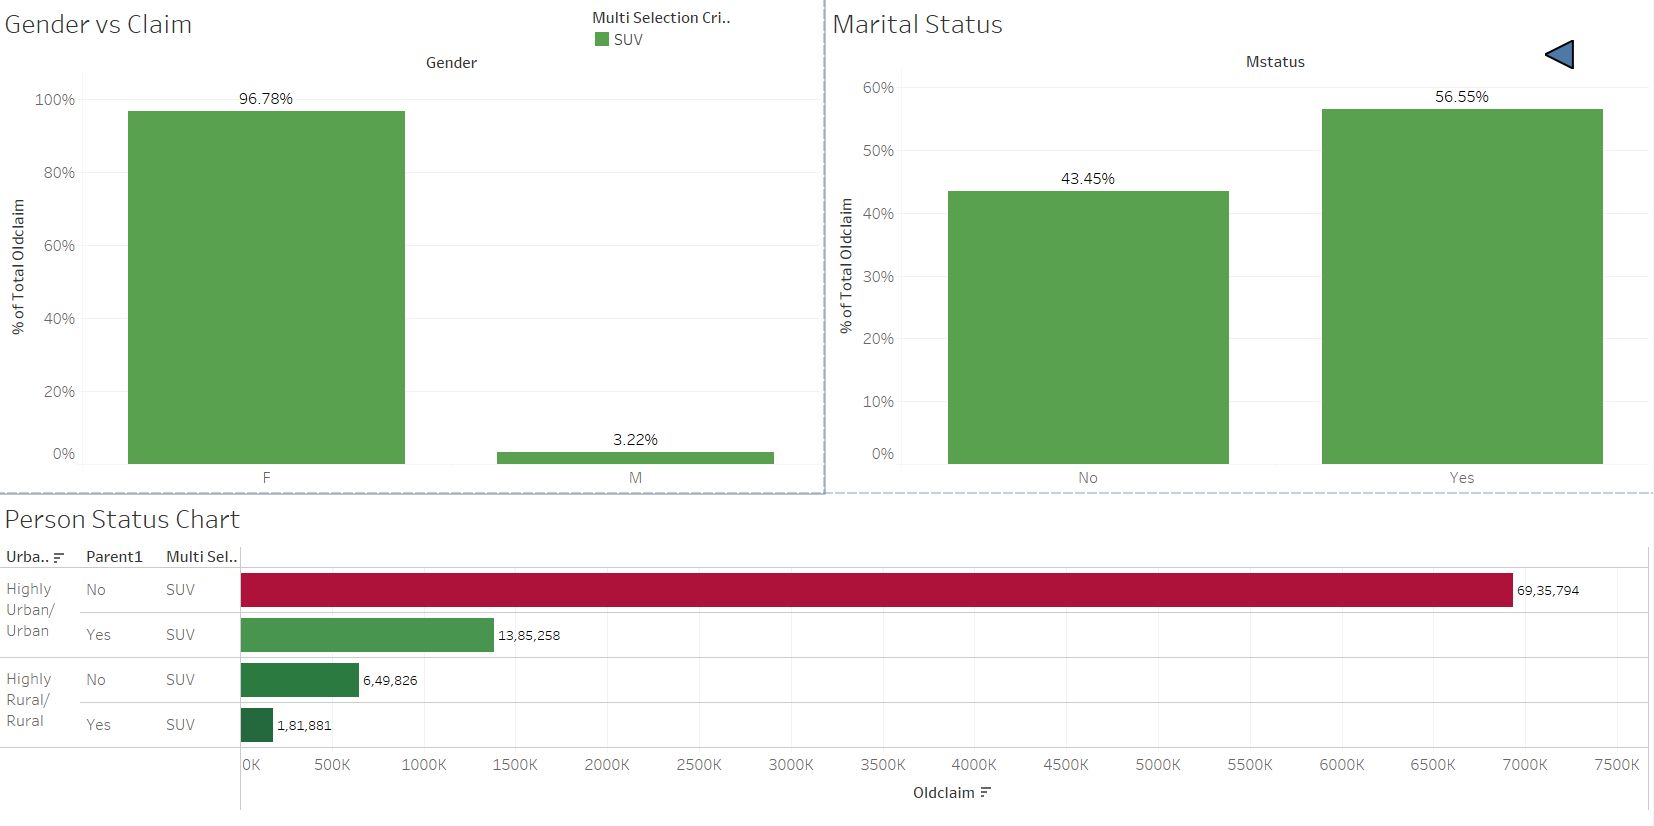 Gender vs Claim
Multi Selection Cri..
SUV
Gender
100%
80%
60%
40%
20%
0%
% of Total Oldclaim
96.78%
3.22%
F
M
Marital Status
Mstatus
60%
50%
40%
30%
20%
10%
0%
% of Total Oldclaim
43.45%
56.55%
No
Yes
Person Status Chart
Urba.. Parent1 Multi Sel..
Highly
Urban/
Urban
No SUV 69,35,794
Yes SUV 13,85,258
Highly
Rural/
Rural
No SUV 6,49,826
Yes SUV 1,81,881
0K 500K 1000K 1500K 2000K 2500K 3000K 3500K 4000K 4500K 5000K 5500K 6000K 6500K 7000K 7500K
Oldclaim